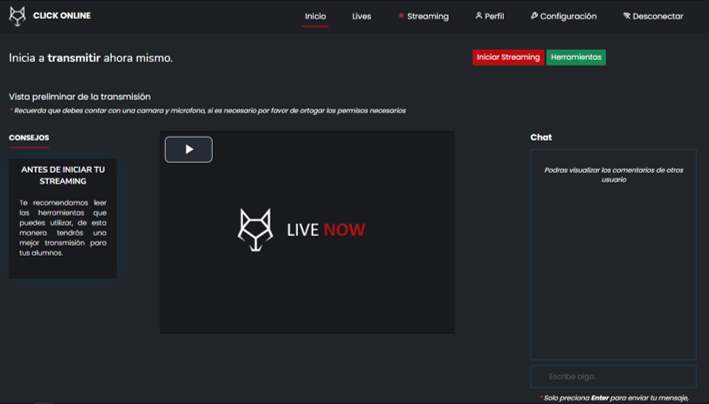 CLICK ONLINE
Inicio
Lives
Streaming
Perfil
Configuración
Desconectar
Inicia a transmitir ahora mismo.
Iniciar Streaming
Herramientas
Vista preliminar de la transmisión
* Recuerda que debes contar con una camara y microfono, si es necesario por favor de ortogar los permisos necesarios
CONSEJOS
ANTES DE INICIAR TU
STREAMING
Te recomendamos leer
las herramientas que
puedes utilizar, de esta
manera tendrós una
mejor transmisión para
tus alumnos.
LIVE NOW
Chat
Podras visualizar los comentarios de otros
usuario
Escribe algo.
* Solo preciona Enter para enviar tu mensaje,